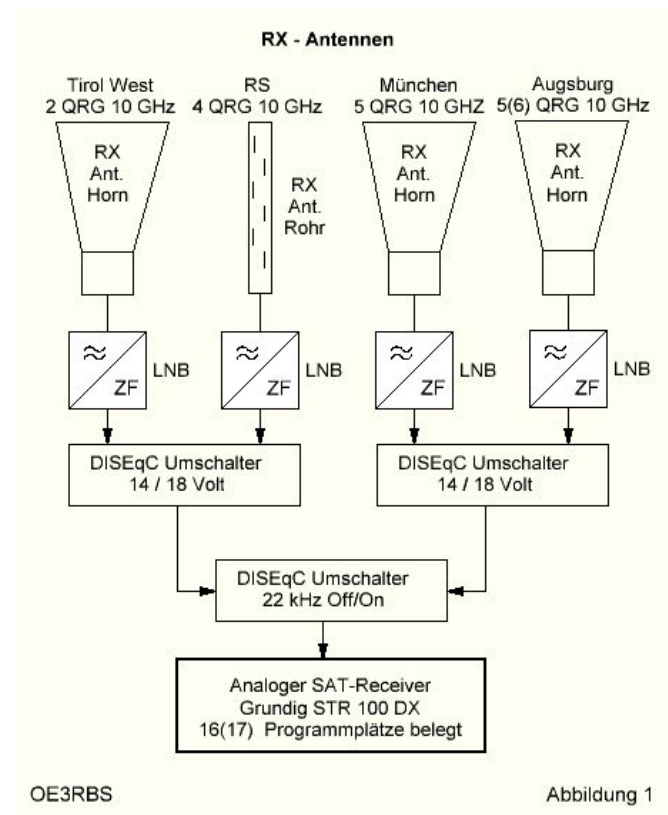 RX - Antennen
Tirol West
2 QRG 10 GHz
RS
4 QRG 10 GHz
München
5 QRG 10 GHZ
Augsburg
5(6) QRG 10 GHz
RX
Ant.
Horn
RX
Ant.
Rohr
RX
Ant.
Horn
RX
Ant.
Horn
≈
ZF
LNB
≈
ZF
LNB
≈
ZF
LNB
≈
ZF
LNB
DISEqC Umschalter
14 / 18 Volt
DISEqC Umschalter
14 / 18 Volt
DISEqC Umschalter
22 kHz Off/On
Analoger SAT-Receiver
Grundig STR 100 DX
16(17) Programmplätze belegt
OE3RBS
Abbildung 1